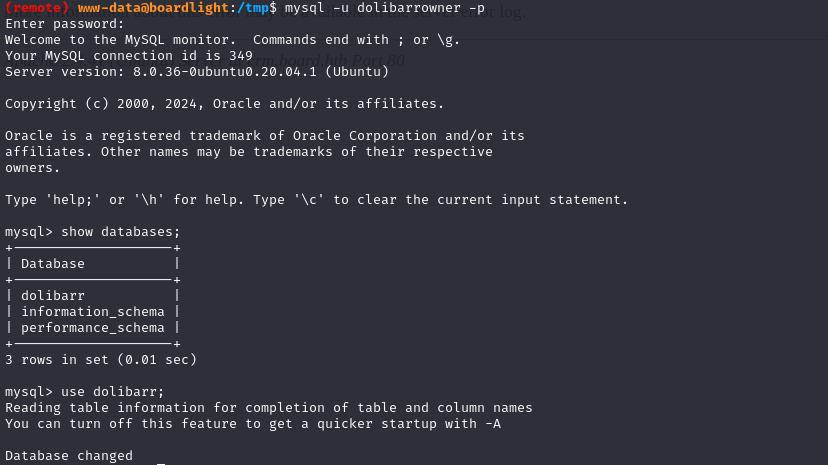 (remote) www-data@boardlight:/tmp$ mysql -u dolibarrowner -p
Enter password:
Welcome to the MySQL monitor.  Commands end with ; or \g.
Your MySQL connection id is 349
Server version: 8.0.36-0ubuntu0.20.04.1 (Ubuntu)

Copyright (c) 2000, 2024, Oracle and/or its affiliates.

Oracle is a registered trademark of Oracle Corporation and/or its
affiliates. Other names may be trademarks of their respective
owners.

Type 'help;' or '\h' for help. Type '\c' to clear the current input statement.

mysql> show databases;
+--------------------+
| Database           |
+--------------------+
| dolibarr           |
| information_schema |
| performance_schema |
+--------------------+
3 rows in set (0.01 sec)

mysql> use dolibarr;
Reading table information for completion of table and column names
You can turn off this feature to get a quicker startup with -A

Database changed